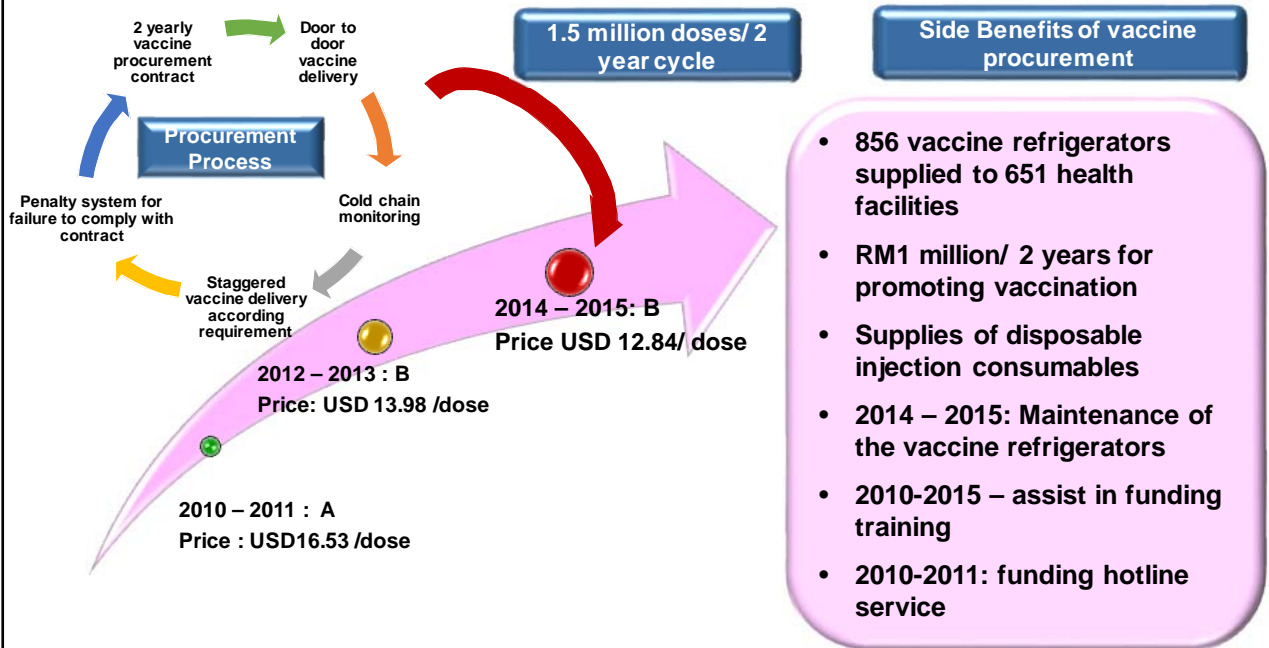 2 yearly
vaccine
procurement
contract
Door to
door
vaccine
delivery
Procurement
Process
Cold chain
monitoring
Staggered
vaccine delivery
according
requirement
Penalty system for
failure to comply with
contract
1.5 million doses/ 2
year cycle
2010 – 2011 : A
Price : USD16.53 /dose
2012 – 2013 : B
Price: USD 13.98 /dose
2014 – 2015: B
Price USD 12.84/ dose
Side Benefits of vaccine
procurement
• 856 vaccine refrigerators
supplied to 651 health
facilities
• RM1 million/ 2 years for
promoting vaccination
• Supplies of disposable
injection consumables
• 2014 – 2015: Maintenance of
the vaccine refrigerators
• 2010-2015 – assist in funding
training
• 2010-2011: funding hotline
service